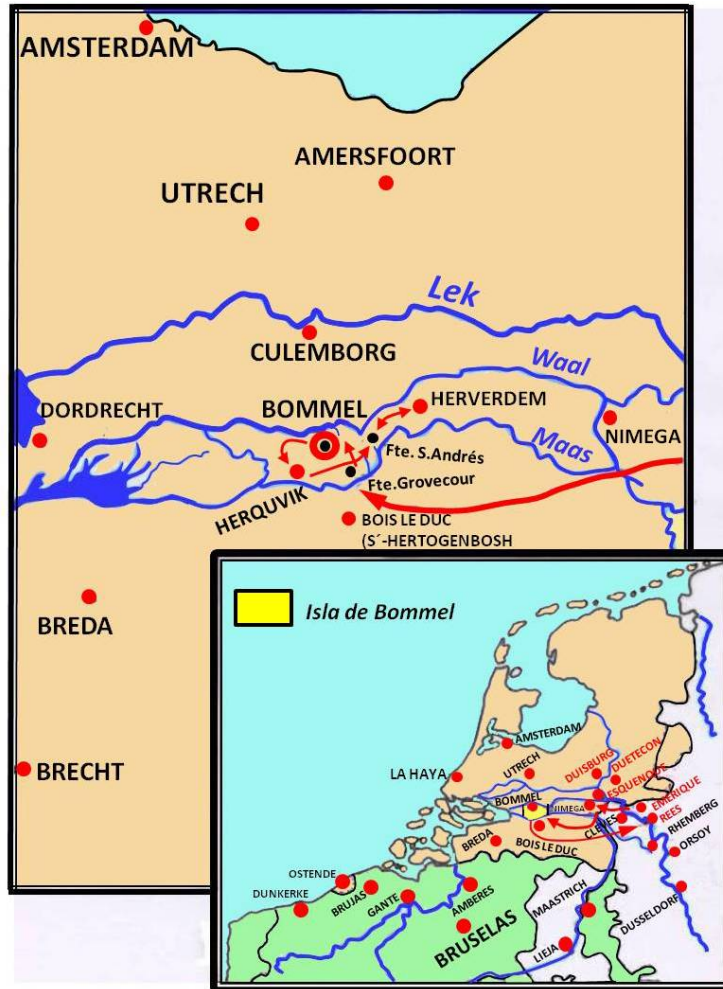 AMSTERDAM
AMERSFOORT
UTRECH
Lek
CULEMBORG
Waal
DORDRECHT
BOMMEL
HERVERDEM
NIMEGA
Maas
Fte. S.Andrés
Fte.Grovecour
HERQUVIK
BOIS LE DUC
(S´-HERTOGENBOSH
BREDA
BRECHT
Isla de Bommel
AMSTERDAM
LA HAYA
UTRECH
DUISBURG
DUETECON
ESQUENQUE
BOMMEL
NIMEGA
EMERIQUE
REES
CLEVES
RHEMBERG
ORSOY
BREDA
BOIS LE DUC
OSTENDE
DUNKERKE
BRUJAS
GANTE
AMBERES
MAASTRICH
DUSSELDORF
BRUSELAS
LIEJA